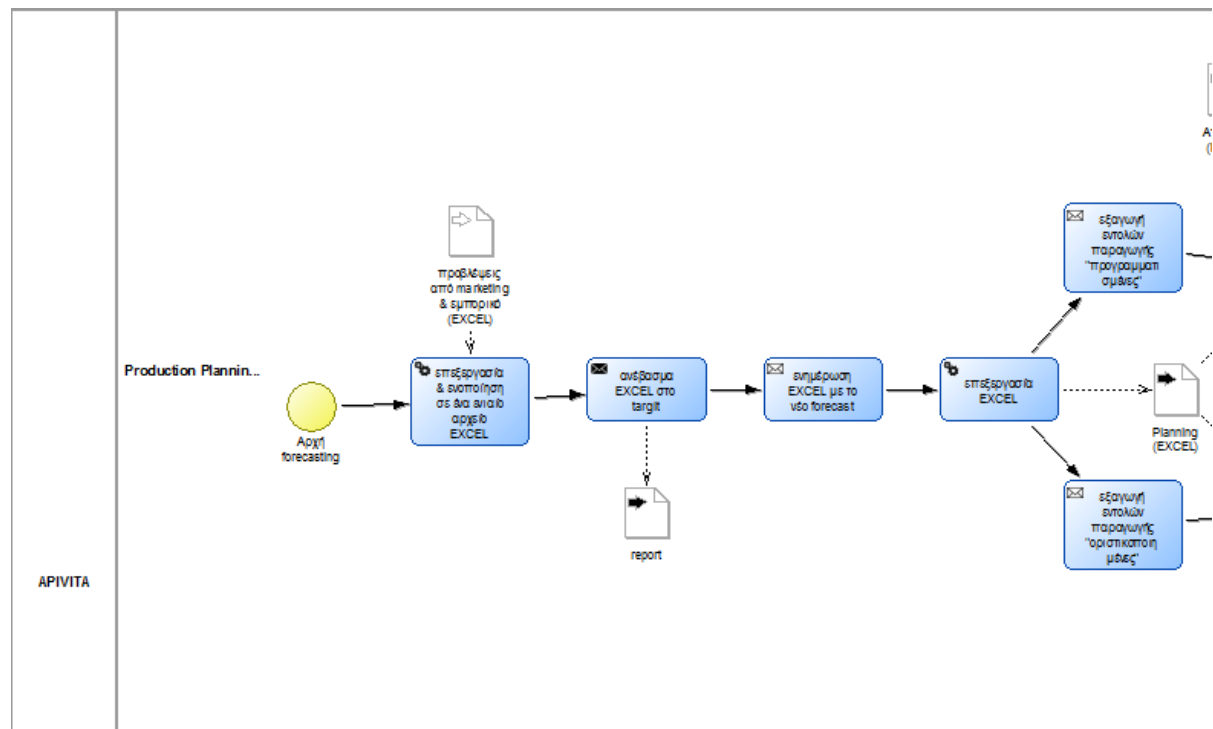 προβλέψεις
από marketing
& εμπορικό
(EXCEL)
εξαγωγή
εντολών
παραγωγής
"προγραμματι
σμένες"
Production Plannin...
Αρχή
forecasting
επεξεργασία
& ενοποίηση
σε ένα ενιαίο
αρχείο
EXCEL
ανέβασμα
EXCEL στο
targit
ενημέρωση
EXCEL με το
νέο forecast
επεξεργασία
EXCEL
Planning
(EXCEL)
report
εξαγωγή
εντολών
παραγωγής
"οριστικοποιη
μένες"
APIVITA